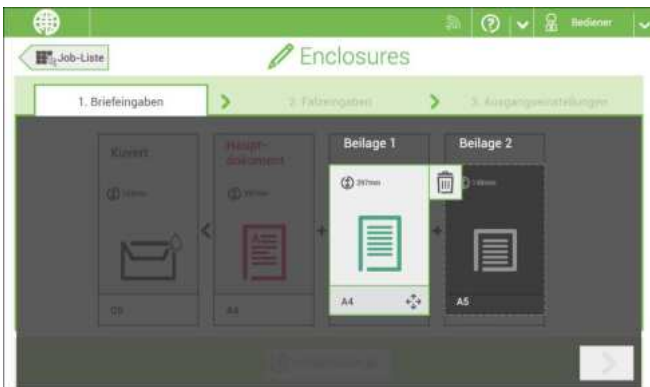 Bediener
Job-Liste
Enclosures
1. Briefeingaben
2. Falzeingaben
3. Ausgangseinstellungen
Kuvert
Haupt-
dokument
Beilage 1
Beilage 2
297mm
148mm
A4
A4
A5